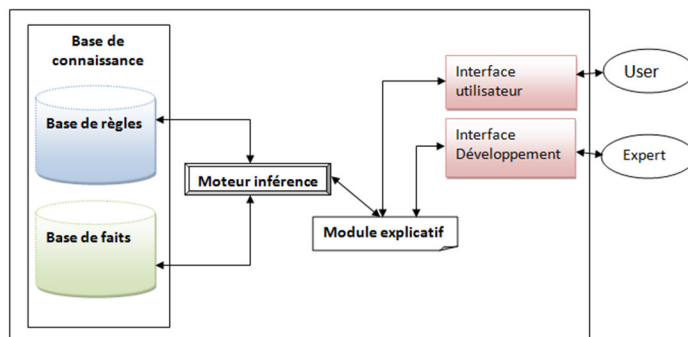 Base de
connaissance
Base de règles
Base de faits
Moteur inférence
Module explicatif
Interface
utilisateur
Interface
Développement
User
Expert